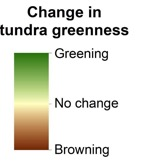 Change in
tundra greenness
Greening
No change
Browning